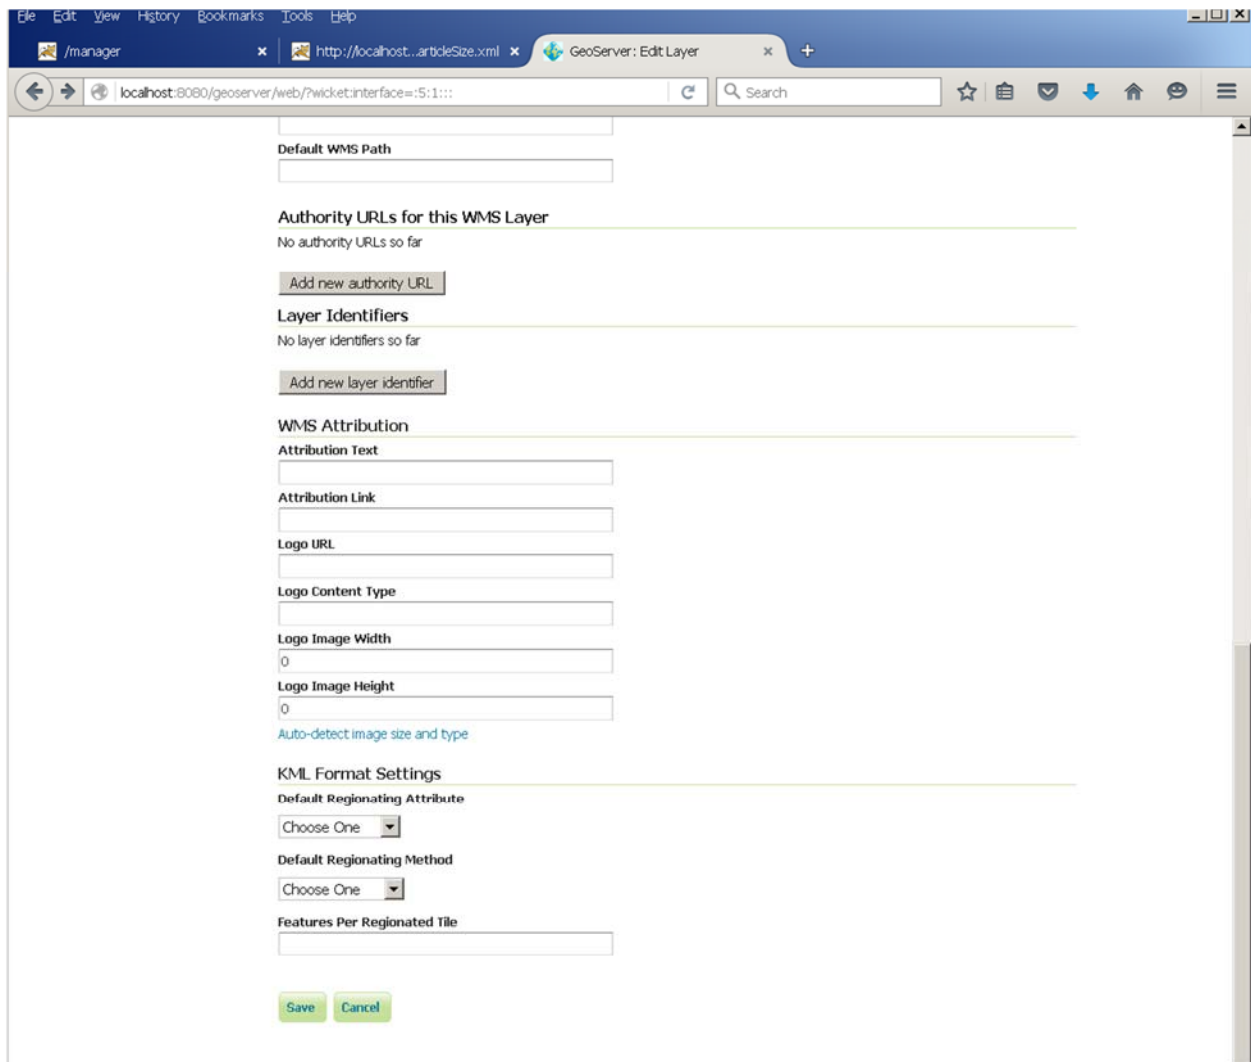 File Edit View History Bookmarks Tools Help
/manager × http://localhost...articleSize.xml × GeoServer: Edit Layer × +
localhost:8080/geoserver/web/?wicket:interface=:5:1::: Search
Default WMS Path
Authority URLs for this WMS Layer
No authority URLs so far
Add new authority URL
Layer Identifiers
No layer identifiers so far
Add new layer identifier
WMS Attribution
Attribution Text
Attribution Link
Logo URL
Logo Content Type
Logo Image Width
0
Logo Image Height
0
Auto-detect image size and type
KML Format Settings
Default Regionating Attribute
Choose One
Default Regionating Method
Choose One
Features Per Regionated Tile
Save Cancel